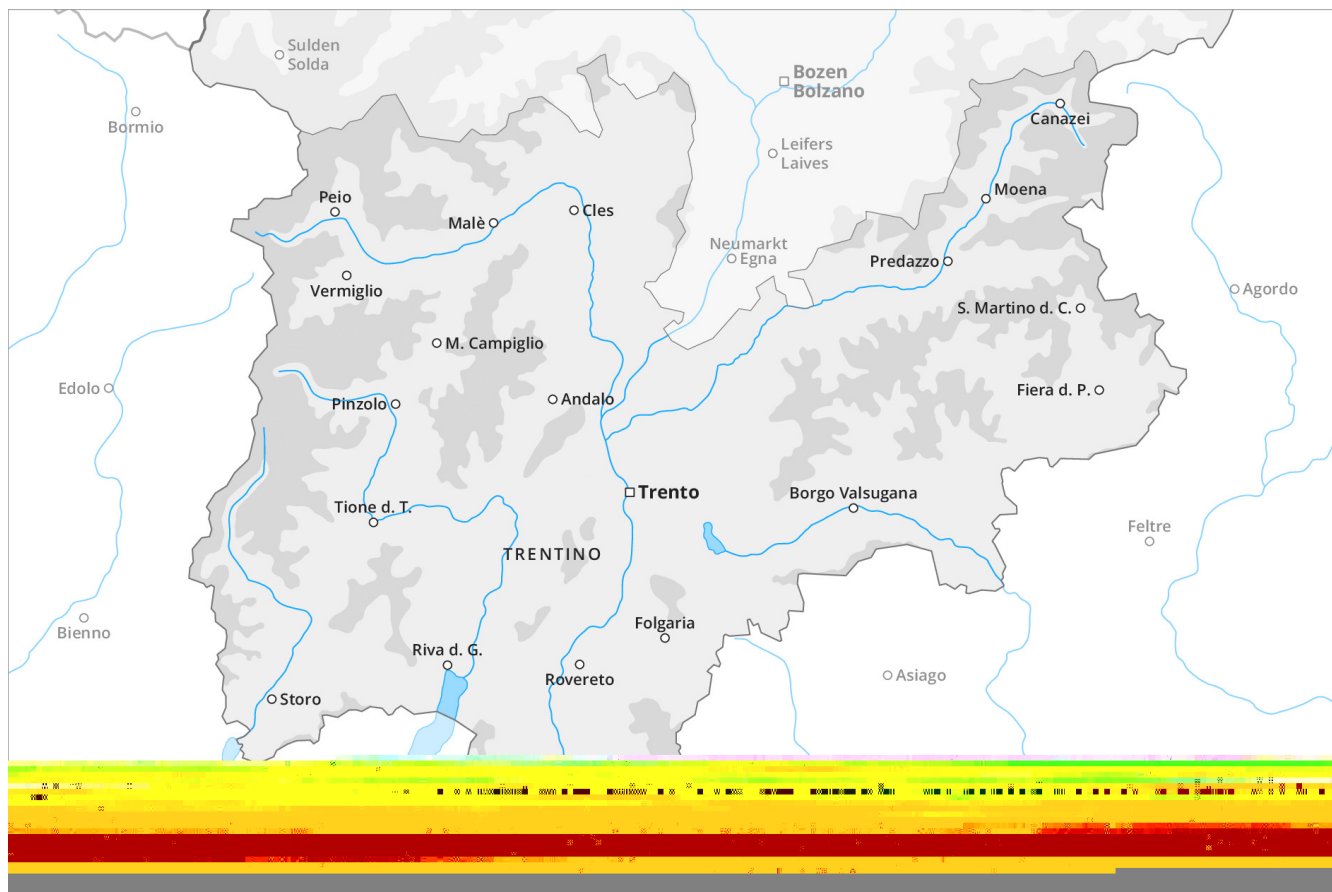 Sulden
Solda
Bozen
Bolzano
Bormio
Canazei
Leifers
Laives
Peio
Moena
Malè
Cles
Neumarkt
Egna
Predazzo
Vermiglio
Agordo
S. Martino d. C.
M. Campiglio
Edolo
Fiera d. P.
Pinzolo
Andalo
Trento
Borgo Valsugana
Tione d. T.
Feltre
TRENTINO
Bienno
Folgaria
Riva d. G.
Rovereto
Asiago
Storo